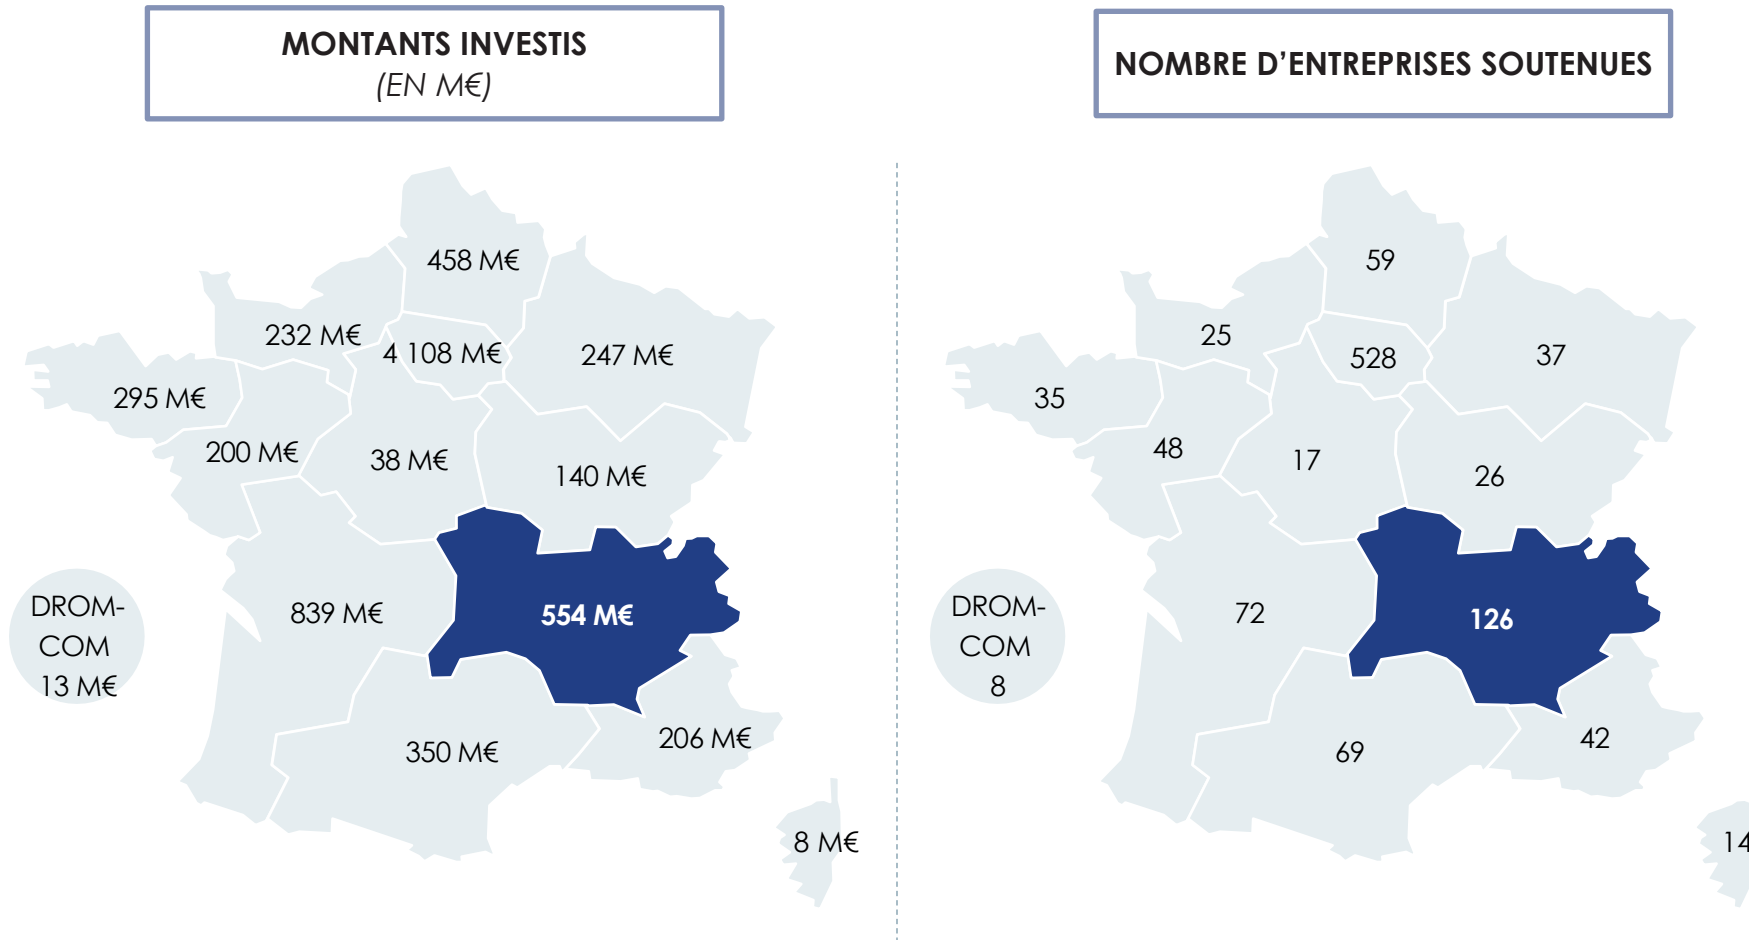 MONTANTS INVESTIS
(EN M€)
458 M€
232 M€
4 108 M€
247 M€
295 M€
200 M€
38 M€
140 M€
DROM-
COM
13 M€
839 M€
554 M€
350 M€
206 M€
8 M€
NOMBRE D’ENTREPRISES SOUTENUES
59
25
528
37
35
48
17
26
DROM-
COM
8
72
126
69
42
14